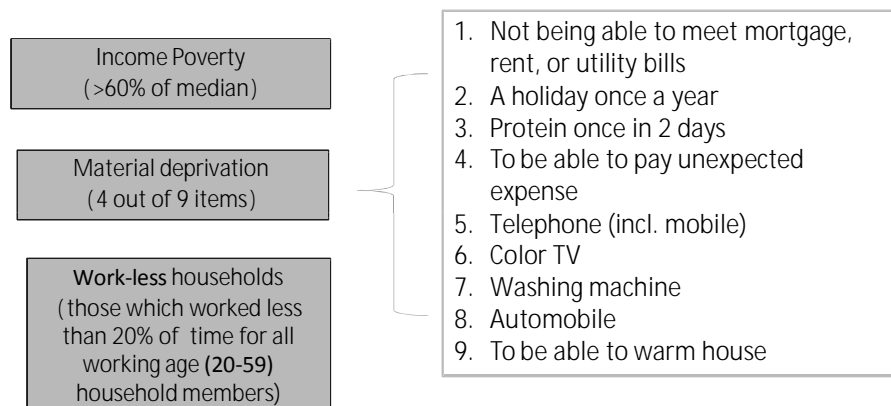 Income Poverty
(>60% of median)
Material deprivation
(4 out of 9 items)
Work-less households
(those which worked less
than 20% of time for all
working age (20-59)
household members)
1. Not being able to meet mortgage,
rent, or utility bills
2. A holiday once a year
3. Protein once in 2 days
4. To be able to pay unexpected
expense
5. Telephone (incl. mobile)
6. Color TV
7. Washing machine
8. Automobile
9. To be able to warm house